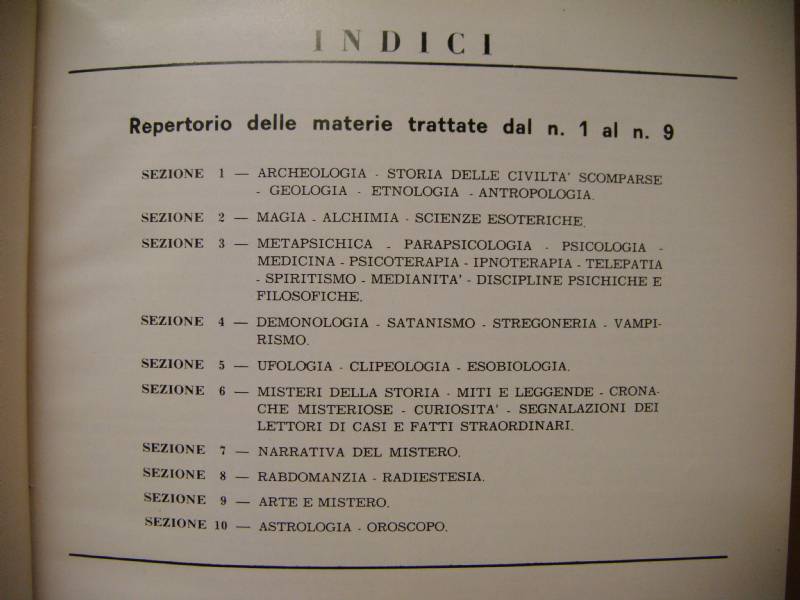 INDICI
Repertorio delle materie trattate dal n. 1 al n. 9
SEZIONE 1 — ARCHEOLOGIA - STORIA DELLE CIVILTA' SCOMPARSE
- GEOLOGIA - ETNOLOGIA - ANTROPOLOGIA.
SEZIONE 2 — MAGIA - ALCHIMIA - SCIENZE ESOTERICHE.
SEZIONE 3 — METAPSICHICA - PARAPSICOLOGIA - PSICOLOGIA -
MEDICINA - PSICOTERAPIA - IPNOTERAPIA - TELEPATIA
- SPIRITISMO - MEDIANITA' - DISCIPLINE PSICHICHE E
FILOSOFICHE.
SEZIONE 4 — DEMONOLOGIA - SATANISMO - STREGONERIA - VAMPI-
RISMO.
SEZIONE 5 — UFOLOGIA - CLIPEOLOGIA - ESOBIOLOGIA.
SEZIONE 6 — MISTERI DELLA STORIA - MITI E LEGGENDE - CRONA-
CHE MISTERIOSE - CURIOSITA' - SEGNALAZIONI DEI
LETTORI DI CASI E FATTI STRAORDINARI.
SEZIONE 7 — NARRATIVA DEL MISTERO.
SEZIONE 8 — RABDOMANZIA - RADIESTESIA.
SEZIONE 9 — ARTE E MISTERO.
SEZIONE 10 — ASTROLOGIA - OROSCOPO.